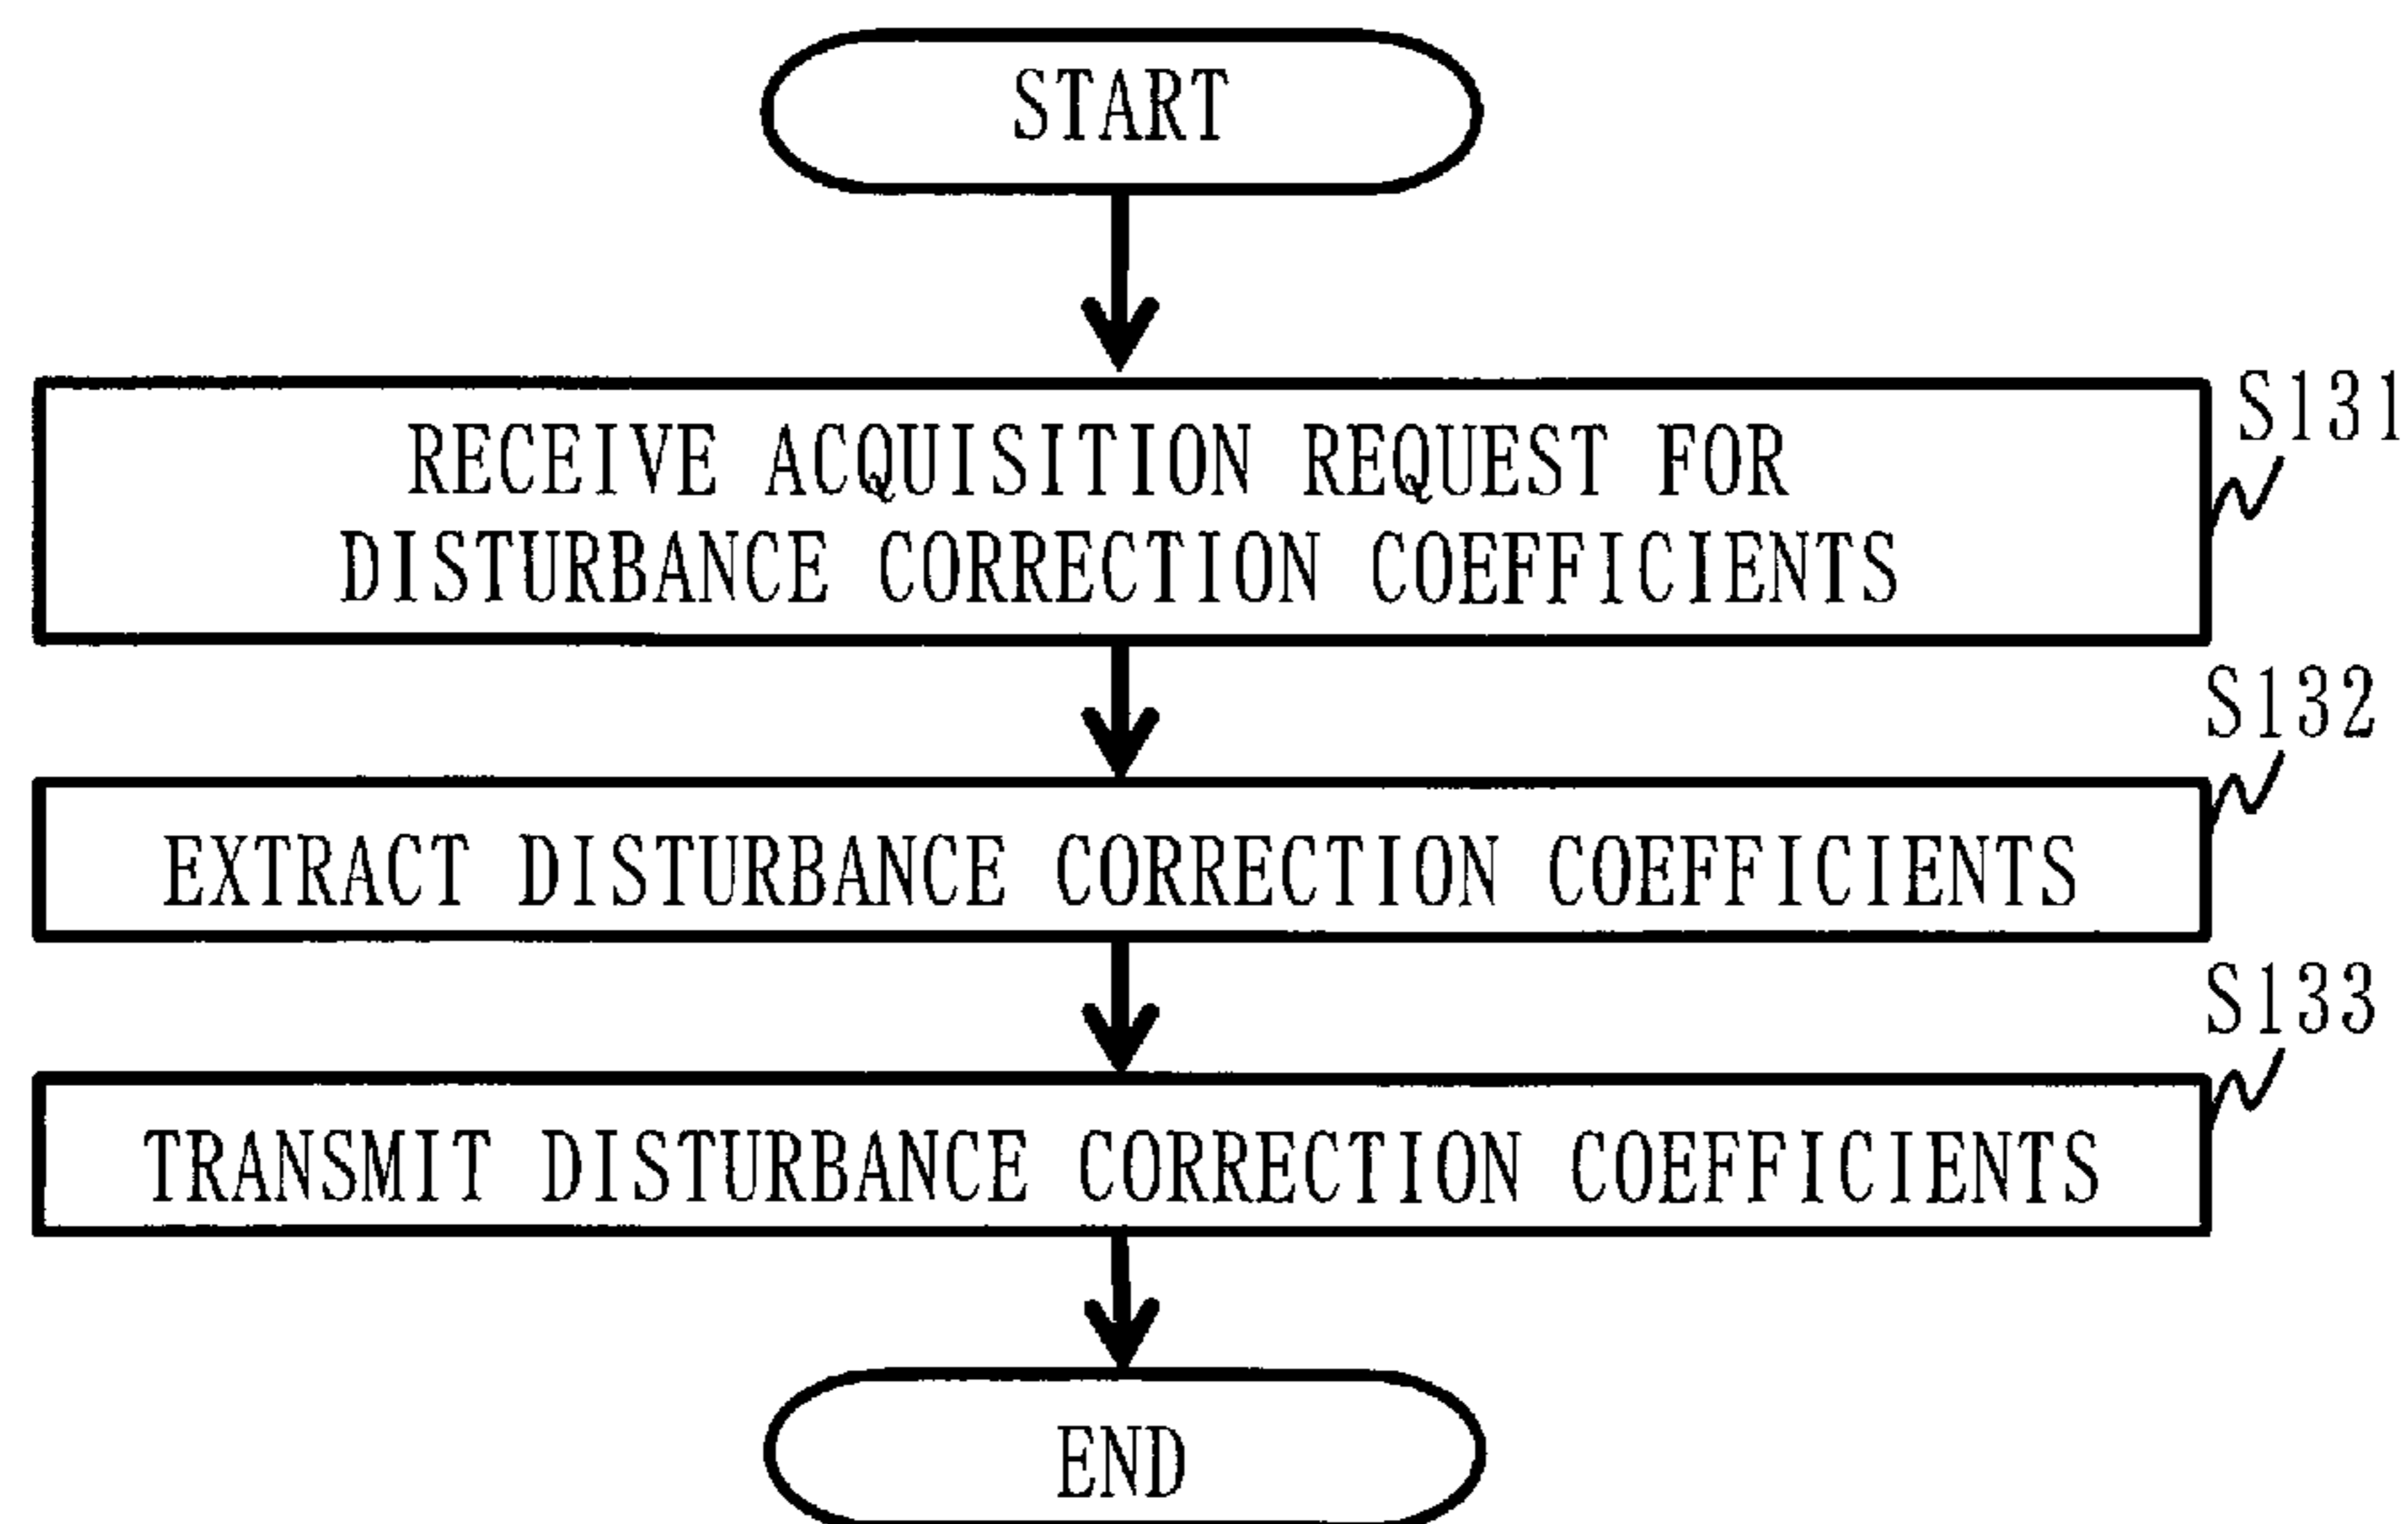 START
S131
RECEIVE ACQUISITION REQUEST FOR
DISTURBANCE CORRECTION COEFFICIENTS
S132
EXTRACT DISTURBANCE CORRECTION COEFFICIENTS
S133
TRANSMIT DISTURBANCE CORRECTION COEFFICIENTS
END